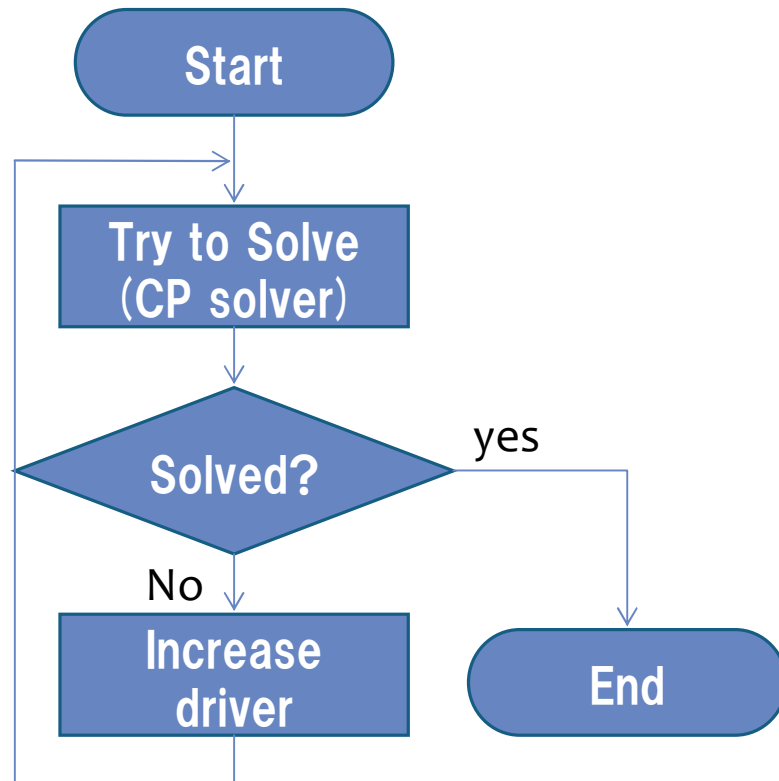 Start
Try to Solve
(CP solver)
Solved?
yes
No
Increase
driver
End